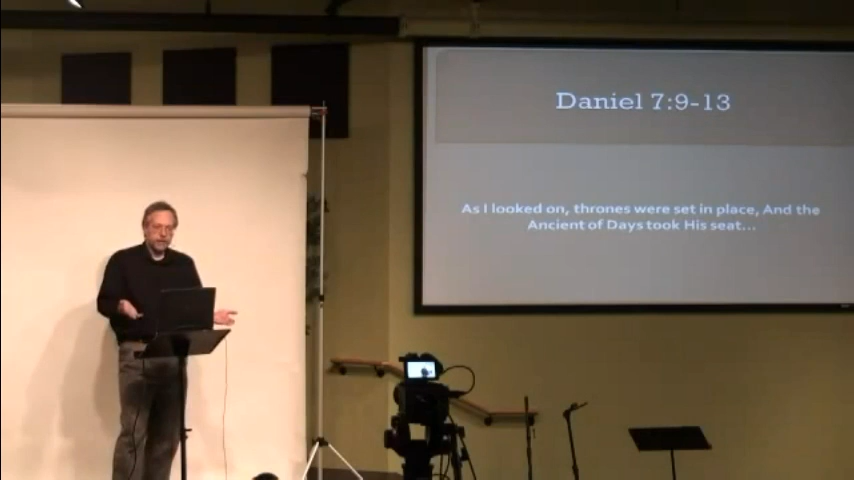 Daniel 7:9-13
As I looked on, thrones were set in place, And the
Ancient of Days took His seat...